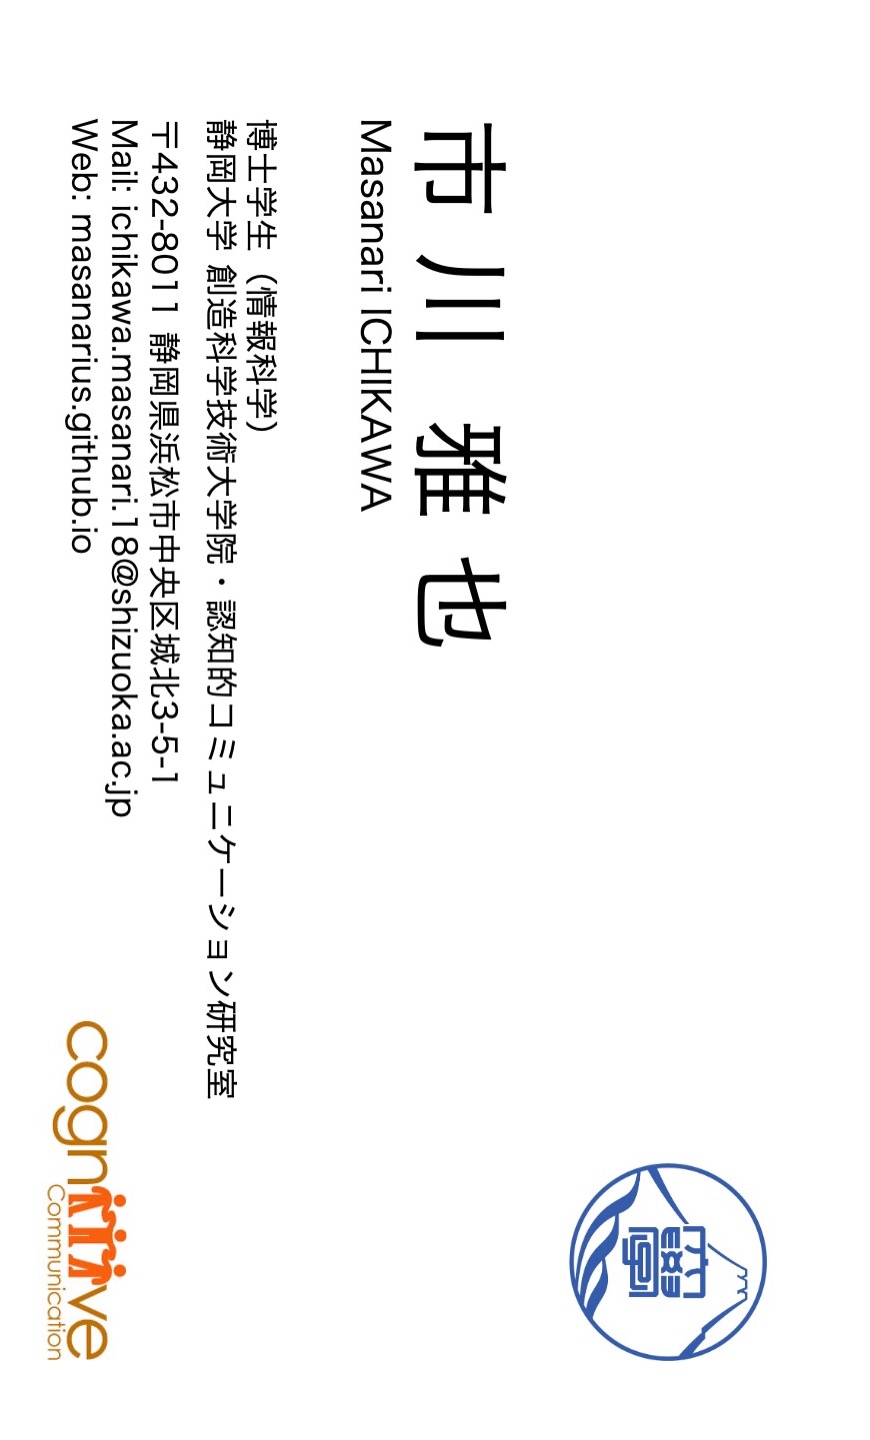 市川 雅也
Masanari ICHIKAWA
博士学生（情報科学）
静岡大学 創造科学技術大学院・認知的コミュニケーション研究室
〒432-8011 静岡県浜松市中央区城北3-5-1
Mail: ichikawa.masanari.18@shizuoka.ac.jp
Web: masanarius.github.io
cognitive
Communication
大學